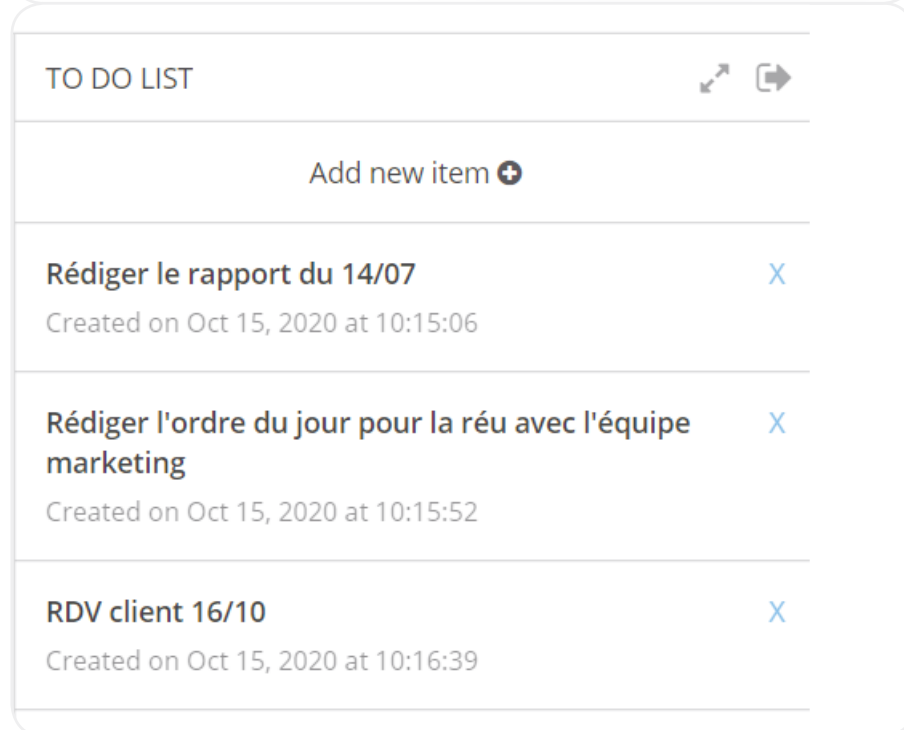 TO DO LIST
Add new item
Rédiger le rapport du 14/07
X
Created on Oct 15, 2020 at 10:15:06
Rédiger l'ordre du jour pour la réu avec l'équipe
X
marketing
Created on Oct 15, 2020 at 10:15:52
RDV client 16/10
X
Created on Oct 15, 2020 at 10:16:39